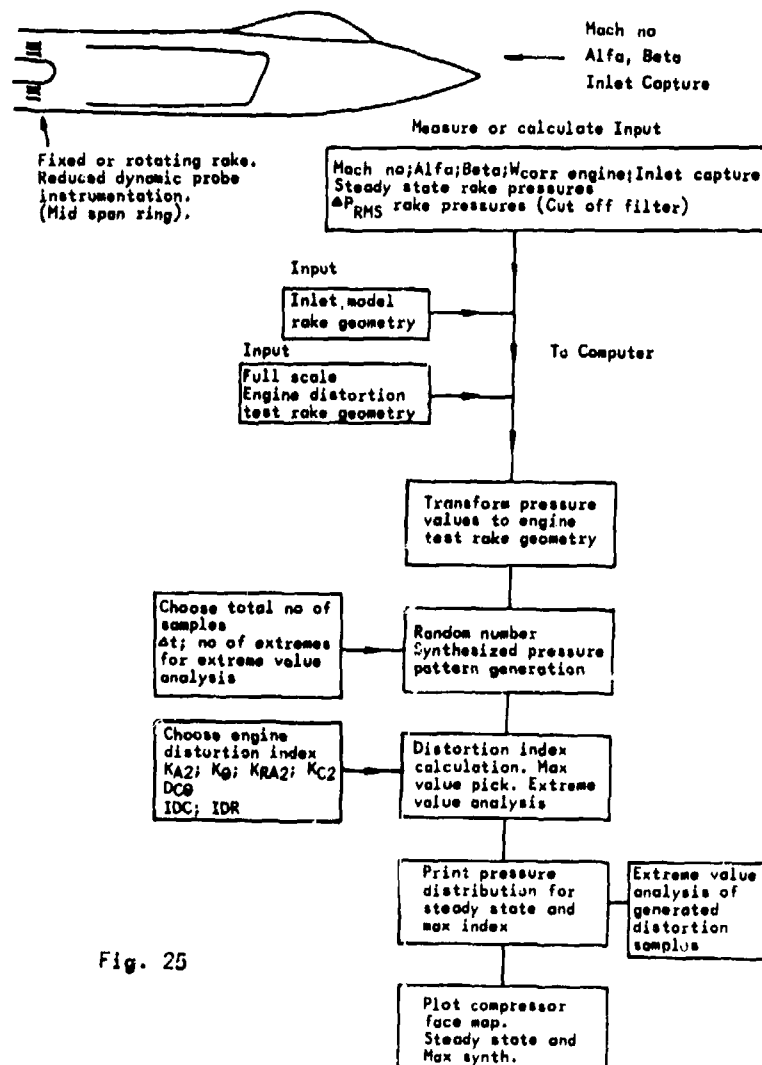 Mach no
Alfa, Beta
Inlet Capture
Fixed or rotating rake.
Reduced dynamic probe
instrumentation.
(Mid span ring).
Measure or calculate Input
Mach no;Alfa;Beta;Wcorr engine;Inlet capture
Steady state rake pressures
ΔPRMS rake pressures (Cut off filter)
Input
Inlet,model
rake geometry
Input
To Computer
Full scale
Engine distortion
test rake geometry
Transform pressure
values to engine
test rake geometry
Choose total no of
samples
Δt; no of extremes
for extreme value
analysis
Random number
Synthesized pressure
pattern generation
Choose engine
distortion index
KA2; Kθ; KRA2; KC2
DCθ
IDC; IDR
Distortion index
calculation. Max
value pick. Extreme
value analysis
Print pressure
distribution for
steady state and
max index
Extreme value
analysis of
generated
distortion
samples
Fig. 25
Plot compressor
face map.
Steady state and
Max synth.